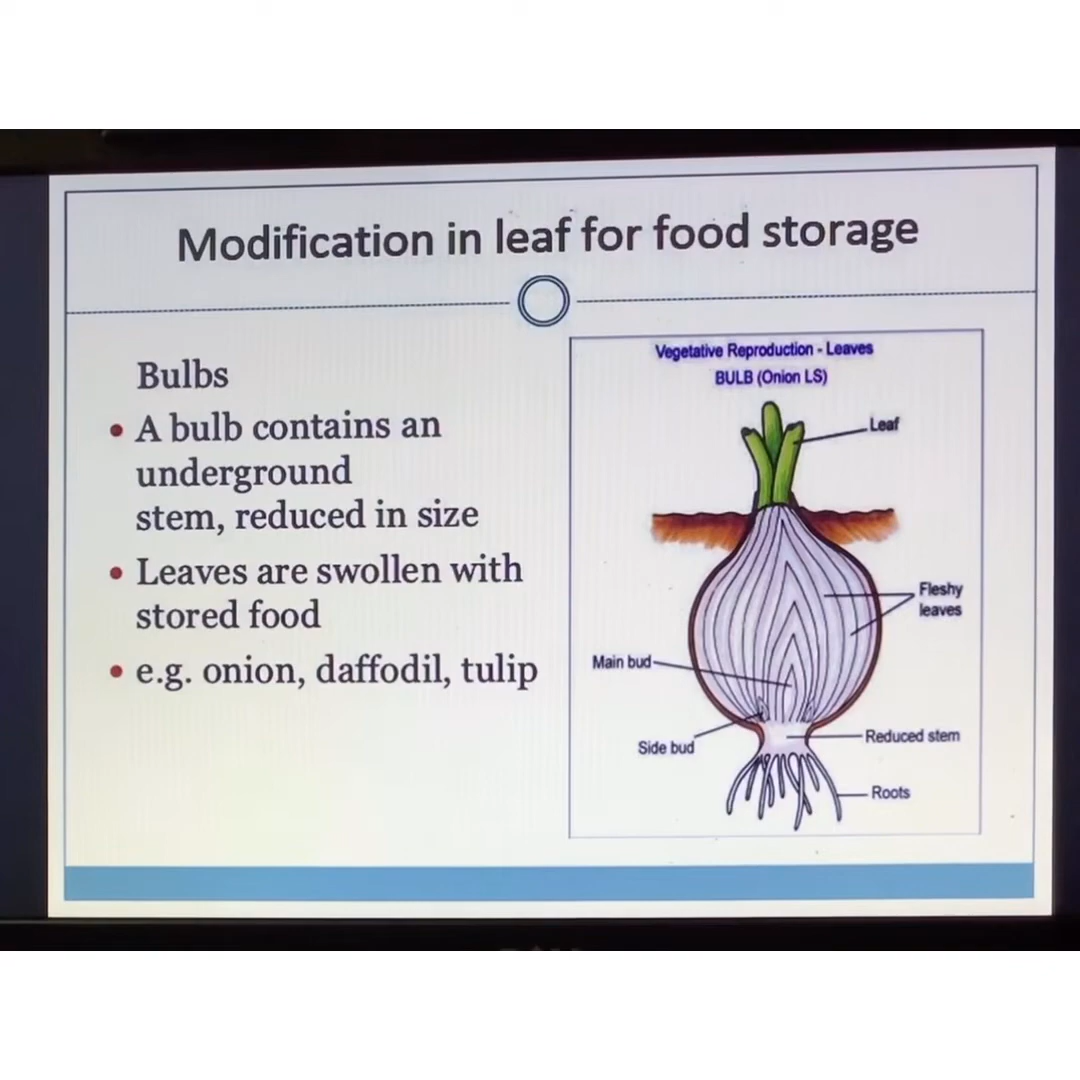 Modification in leaf for food storage
Bulbs
• A bulb contains an
underground
stem, reduced in size
• Leaves are swollen with
stored food
• e.g. onion, daffodil, tulip
Vegetative Reproduction - Leaves
BULB (Onion LS)
Leaf
Fleshy
leaves
Main bud
Side bud
Reduced stem
Roots